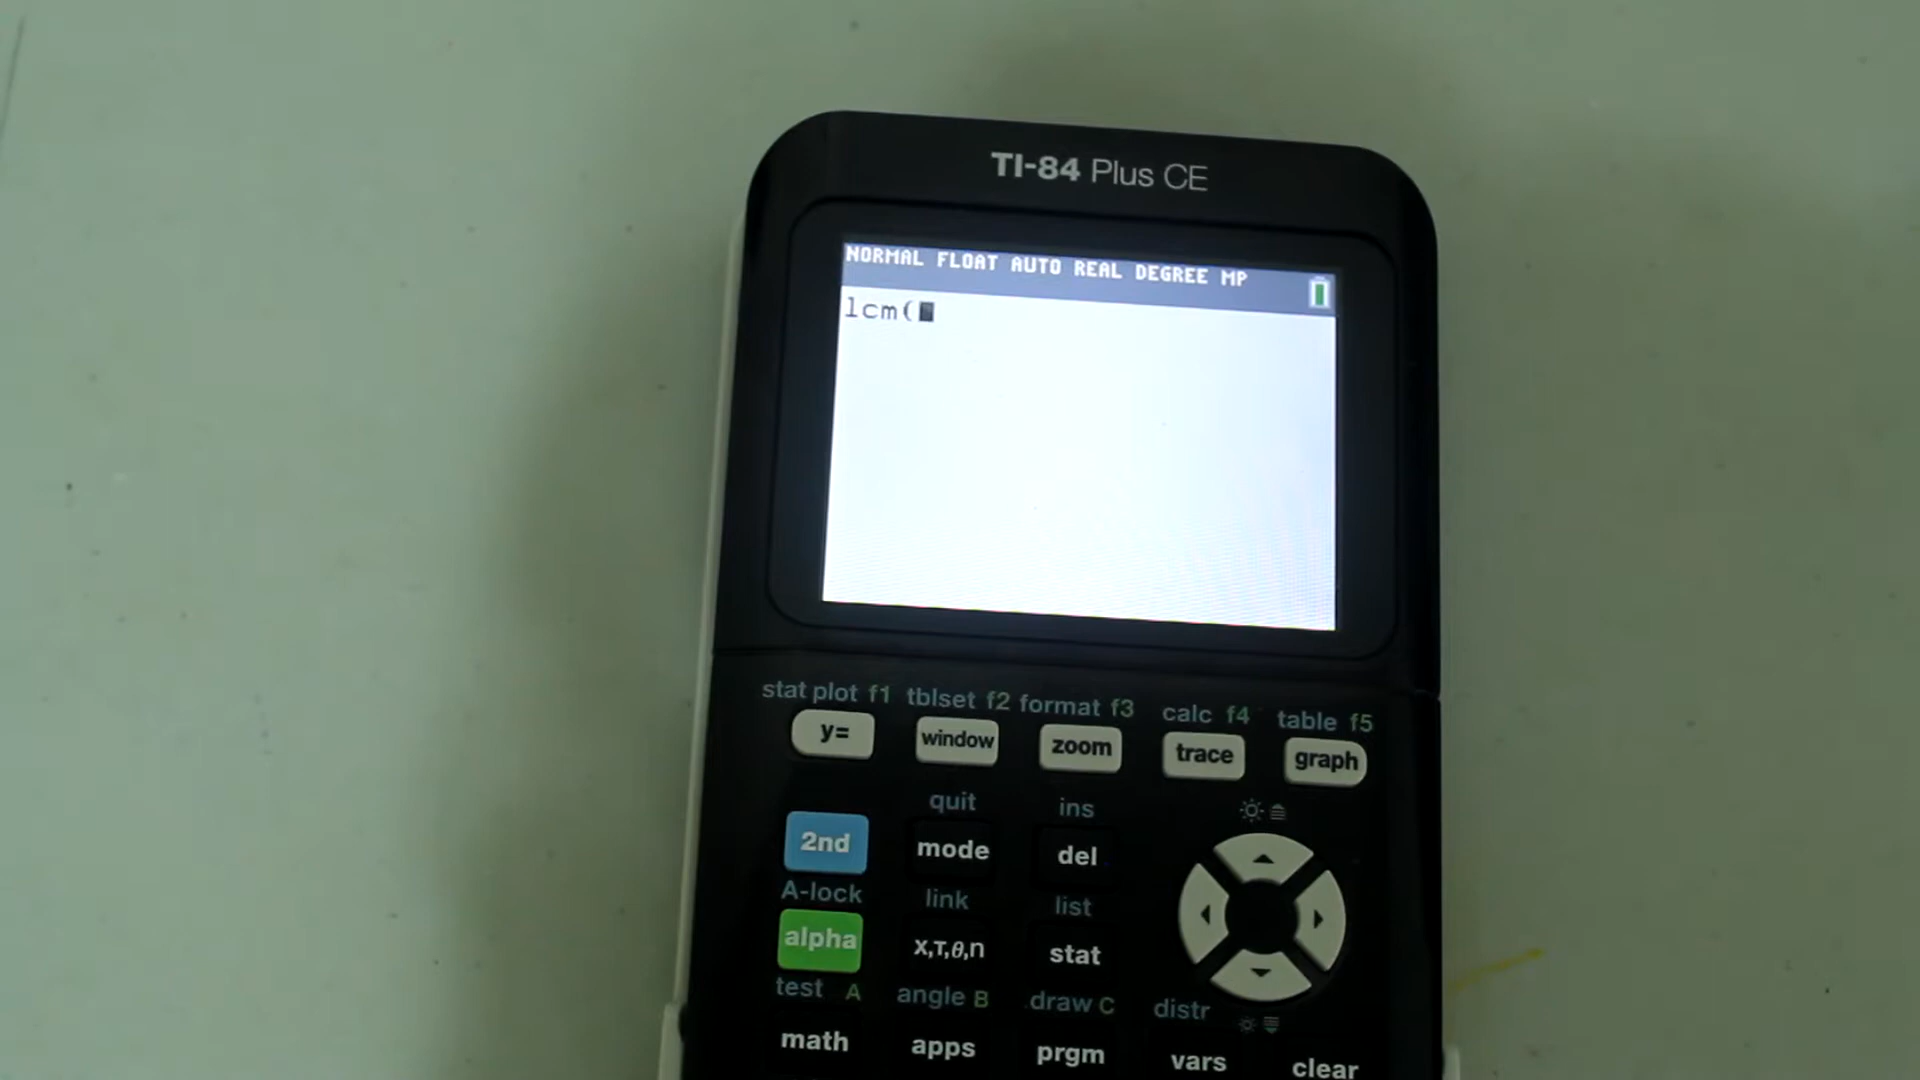 TI-84 Plus CE
NORMAL FLOAT AUTO REAL DEGREE MP
lcm(
stat plot f1 tblset f2 format f3 calc f4 table f5
y= window zoom trace graph
quit ins
2nd mode del
A-lock link list
alpha X,T,θ,n stat
test A angle B draw C distr
math apps prgm vars clear